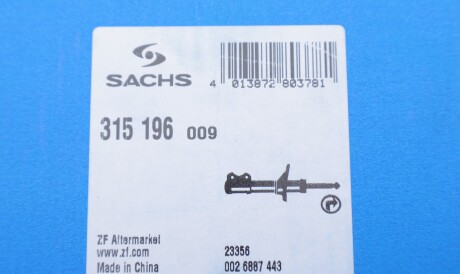 SACHS
4 013872 803781
315 196 009
ZF Aftermarket
www.zf.com
Made in China
23356
002 6887 443